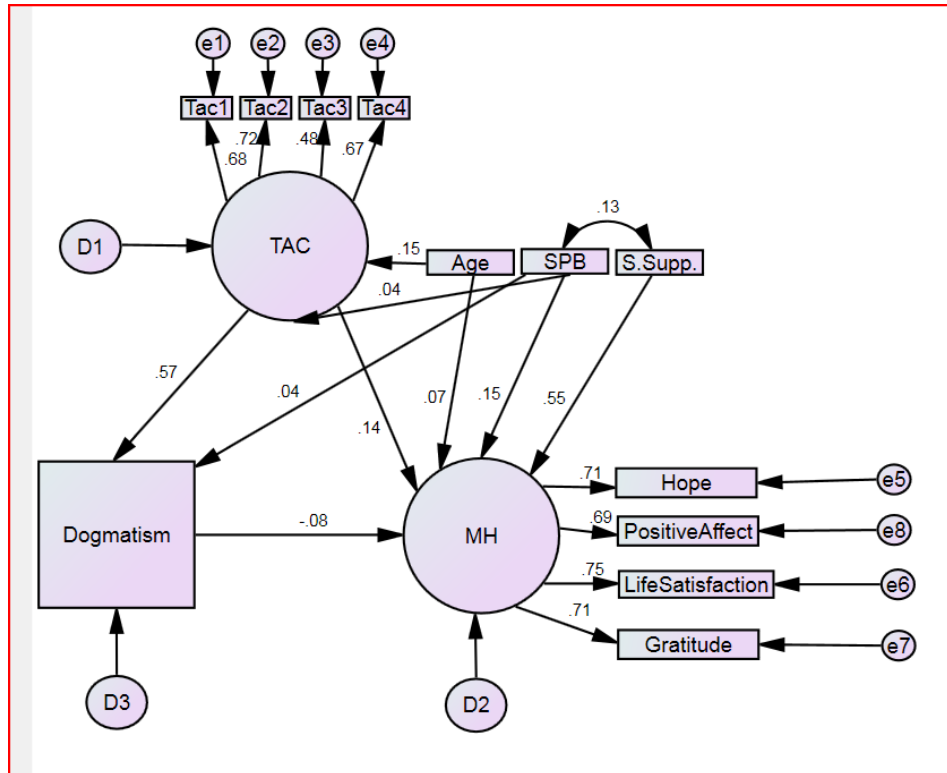 e1 e2 e3 e4
Tac1 Tac2 Tac3 Tac4
.68 .72 .48 .67
.13
D1 TAC .15 Age SPB S.Supp.
.04
.57 .04 .14 .07 .15 .55
Dogmatism -.08 MH
.71 Hope e5
.69 PositiveAffect e8
.75 LifeSatisfaction e6
.71 Gratitude e7
D3 D2